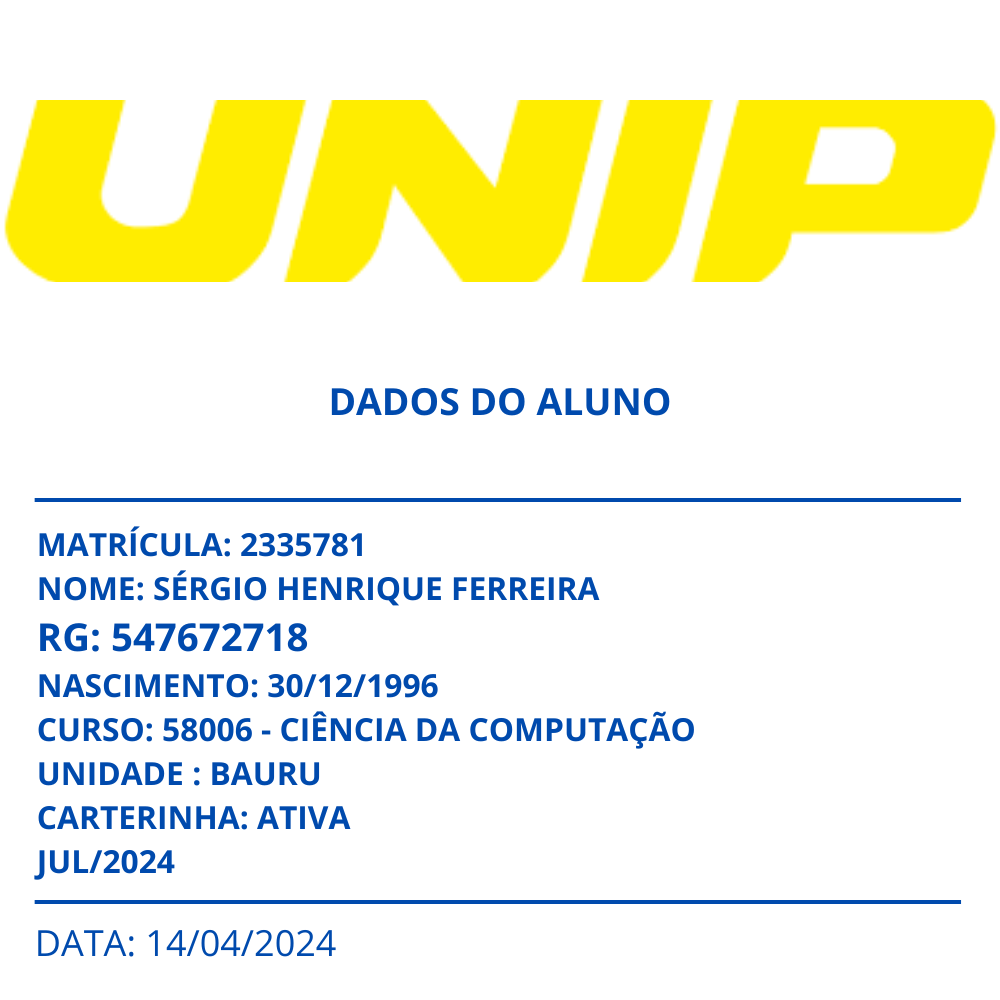 UNIP
DADOS DO ALUNO
MATRÍCULA: 2335781
NOME: SÉRGIO HENRIQUE FERREIRA
RG: 547672718
NASCIMENTO: 30/12/1996
CURSO: 58006 - CIÊNCIA DA COMPUTAÇÃO
UNIDADE : BAURU
CARTERINHA: ATIVA
JUL/2024
DATA: 14/04/2024